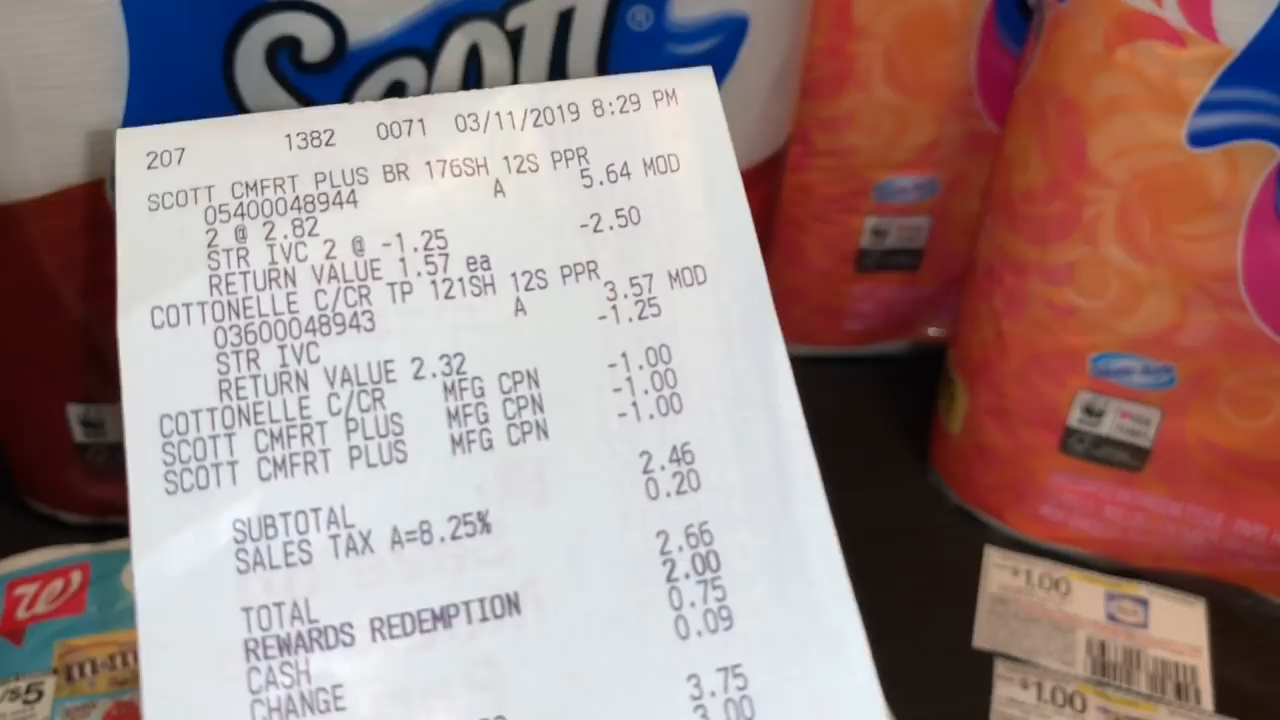 Scott
®
207 1382 0071 03/11/2019 8:29 PM
SCOTT CMFRT PLUS BR 176SH 12S PPR
05400048944 A 5.64 MOD
2 @ 2.82
STR IVC 2 @ -1.25 -2.50
RETURN VALUE 1.57 ea
COTTONELLE C/CR TP 121SH 12S PPR
03600048943 A 3.57 MOD
STR IVC -1.25
RETURN VALUE 2.32
COTTONELLE C/CR MFG CPN -1.00
SCOTT CMFRT PLUS MFG CPN -1.00
SCOTT CMFRT PLUS MFG CPN -1.00
SUBTOTAL 2.46
SALES TAX A=8.25% 0.20
TOTAL 2.66
REWARDS REDEMPTION 2.00
CASH 0.75
CHANGE 0.09
3.75
3.00
W
m&m
/$5
$1.00
$1.00